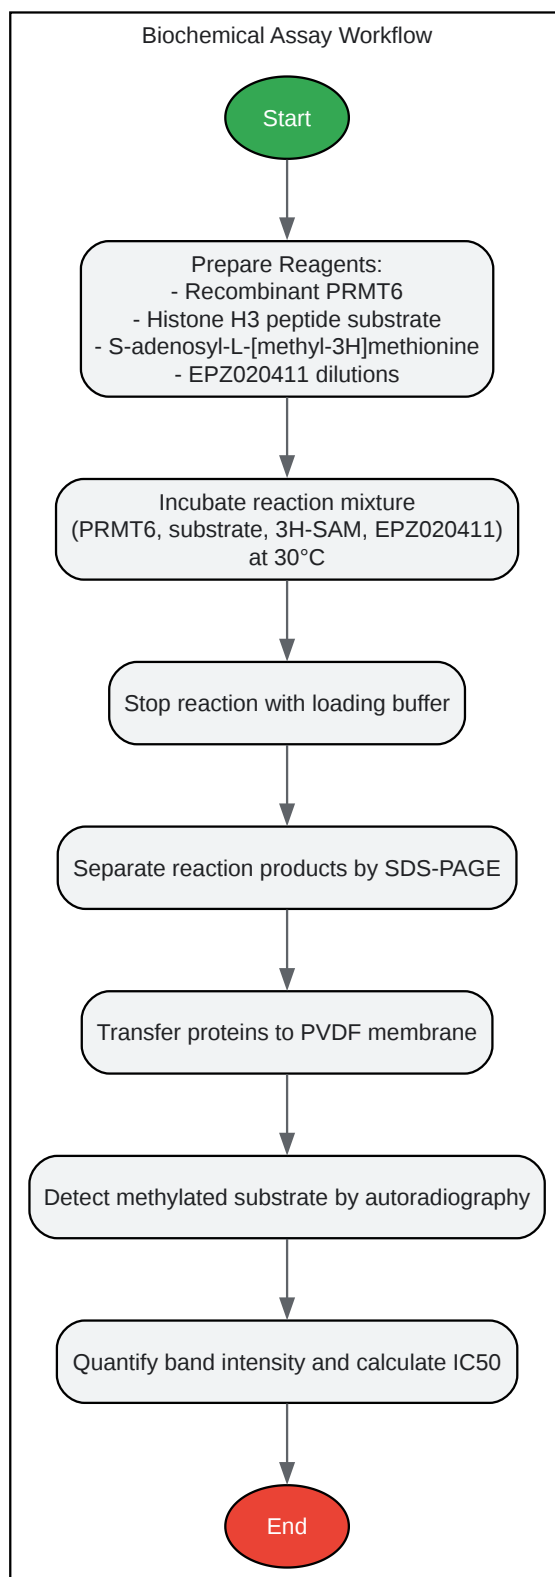 Biochemical Assay Workflow
Start
Prepare Reagents:
- Recombinant PRMT6
- Histone H3 peptide substrate
- S-adenosyl-L-[methyl-3H]methionine
- EPZ020411 dilutions
Incubate reaction mixture
(PRMT6, substrate, 3H-SAM, EPZ020411)
at 30°C
Stop reaction with loading buffer
Separate reaction products by SDS-PAGE
Transfer proteins to PVDF membrane
Detect methylated substrate by autoradiography
Quantify band intensity and calculate IC50
End